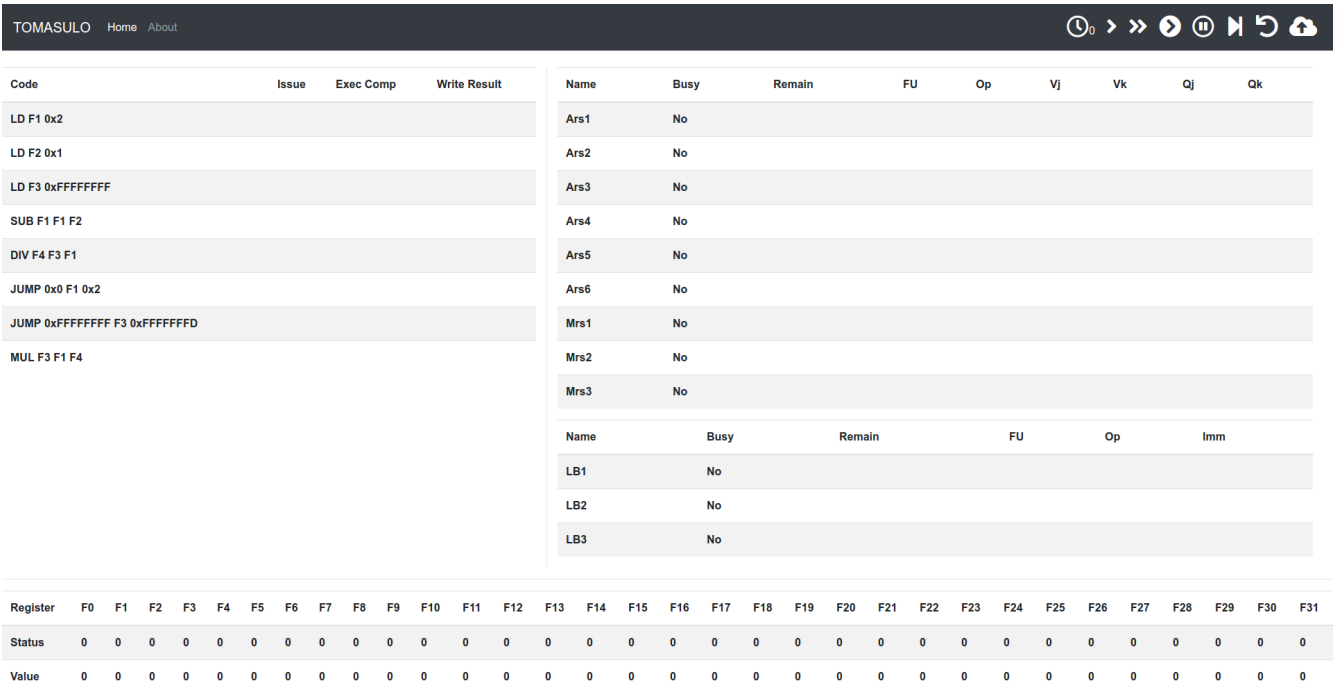 TOMASULO Home About 0
Code Issue Exec Comp Write Result
LD F1 0x2
LD F2 0x1
LD F3 0xFFFFFFFF
SUB F1 F1 F2
DIV F4 F3 F1
JUMP 0x0 F1 0x2
JUMP 0xFFFFFFFF F3 0xFFFFFFFD
MUL F3 F1 F4
Name Busy Remain FU Op Vj Vk Qj Qk
Ars1 No
Ars2 No
Ars3 No
Ars4 No
Ars5 No
Ars6 No
Mrs1 No
Mrs2 No
Mrs3 No
Name Busy Remain FU Op Imm
LB1 No
LB2 No
LB3 No
Register F0 F1 F2 F3 F4 F5 F6 F7 F8 F9 F10 F11 F12 F13 F14 F15 F16 F17 F18 F19 F20 F21 F22 F23 F24 F25 F26 F27 F28 F29 F30 F31
Status 0 0 0 0 0 0 0 0 0 0 0 0 0 0 0 0 0 0 0 0 0 0 0 0 0 0 0 0 0 0 0 0
Value 0 0 0 0 0 0 0 0 0 0 0 0 0 0 0 0 0 0 0 0 0 0 0 0 0 0 0 0 0 0 0 0